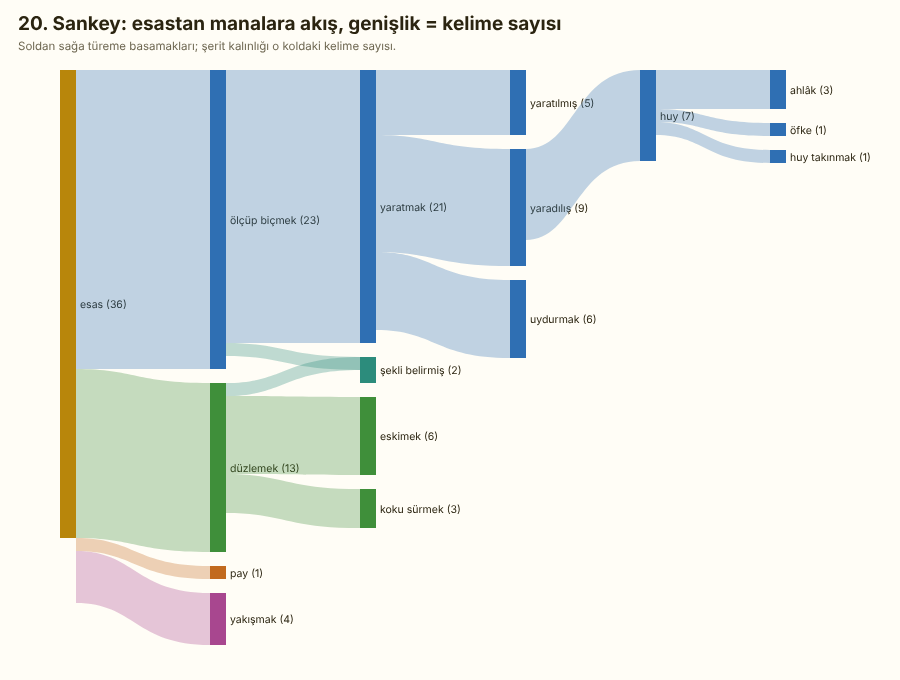 20. Sankey: esastan manalara akış, genişlik = kelime sayısı
Soldan sağa türeme basamakları; şerit kalınlığı o koldaki kelime sayısı.
esas (36)
ölçüp biçmek (23)
düzlemek (13)
pay (1)
yakışmak (4)
yaratmak (21)
şekli belirmiş (2)
eskimek (6)
koku sürmek (3)
yaratılmış (5)
yaradılış (9)
uydurmak (6)
huy (7)
ahlâk (3)
öfke (1)
huy takınmak (1)